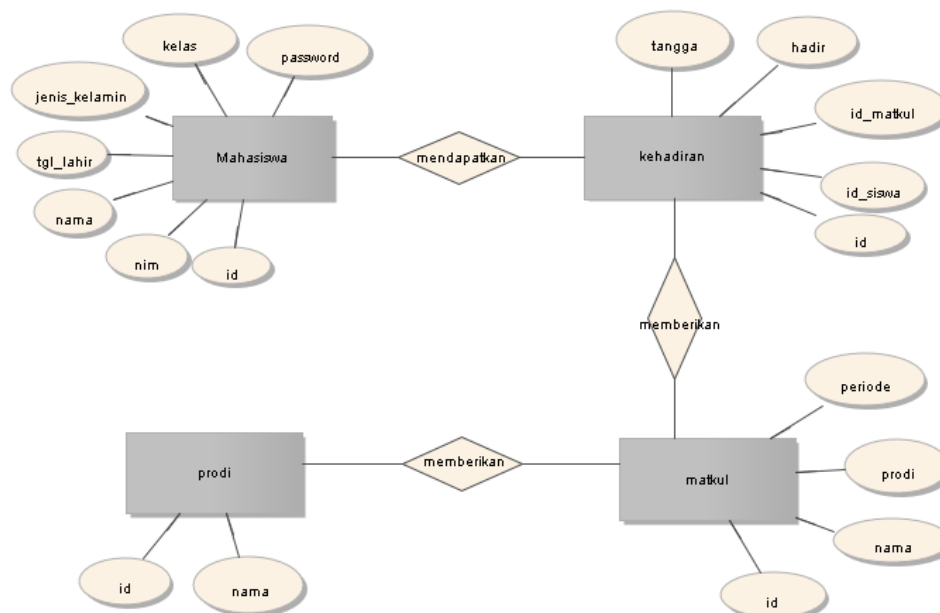 kelas
password
tangga
hadir
jenis_kelamin
id_matkul
Mahasiswa
mendapatkan
kehadiran
tgl_lahir
id_siswa
nama
id
nim
id
memberikan
periode
prodi
memberikan
matkul
prodi
nama
id
nama
id